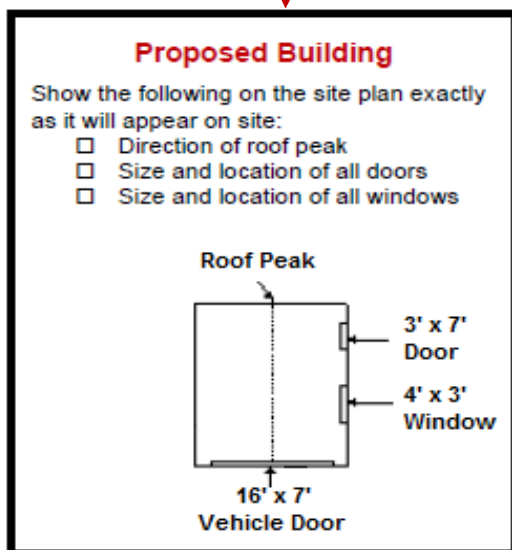 Proposed Building
Show the following on the site plan exactly
as it will appear on site:
☐ Direction of roof peak
☐ Size and location of all doors
☐ Size and location of all windows
Roof Peak
3' x 7'
Door
4' x 3'
Window
16' x 7'
Vehicle Door